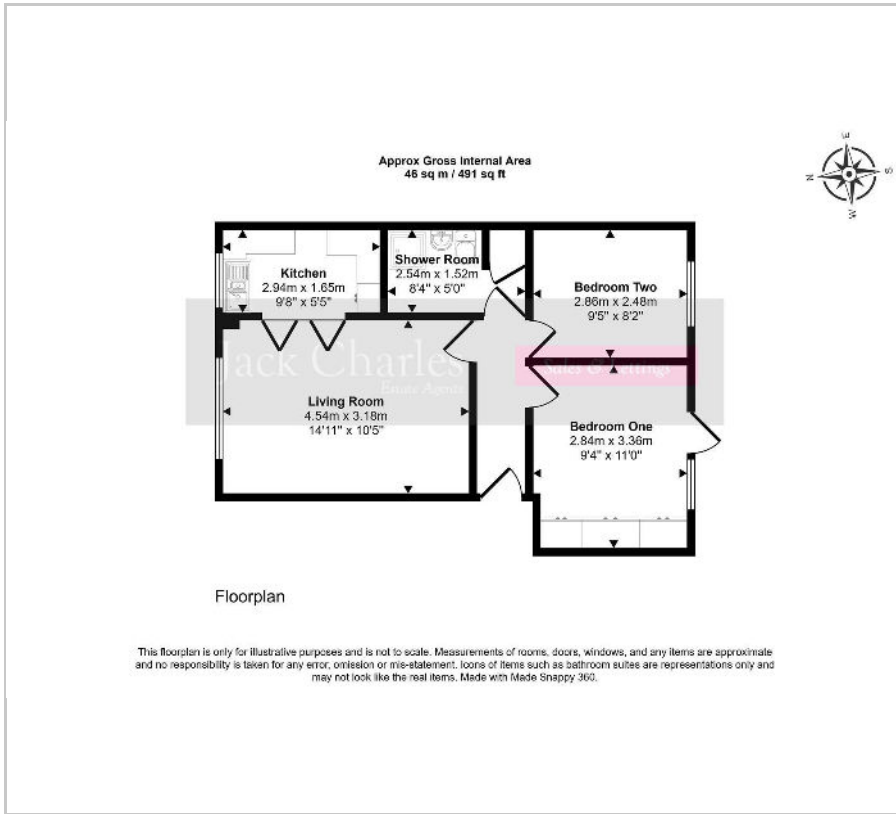 Approx Gross Internal Area
46 sq m / 491 sq ft
E
N
S
W
Kitchen
2.94m x 1.65m
9'8" x 5'5"
Shower Room
2.54m x 1.52m
8'4" x 5'0"
Bedroom Two
2.86m x 2.48m
9'5" x 8'2"
Jack Charles
Estate Agents
Sales & Lettings
Living Room
4.54m x 3.18m
14'11" x 10'5"
Bedroom One
2.84m x 3.36m
9'4" x 11'0"
Floorplan
This floorplan is only for illustrative purposes and is not to scale. Measurements of rooms, doors, windows, and any items are approximate
and no responsibility is taken for any error, omission or mis-statement. Icons of items such as bathroom suites are representations only and
may not look like the real items. Made with Made Snappy 360.